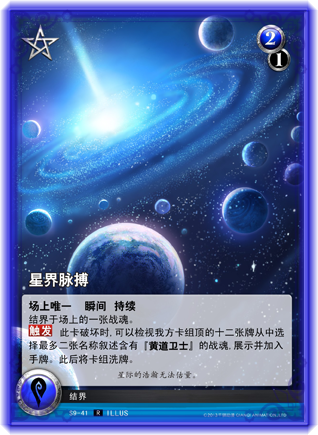 2
1
星界脉搏
场上唯一 瞬间 持续
结界于场上的一张战魂。
触发 此卡破坏时,可以检视我方卡组顶的十二张牌从中选
择最多二张名称叙述含有『黄道卫士』的战魂,展示并加入
手牌。此后将卡组洗牌。
星际的浩瀚无法估量。
结界
39-41 R ILLUS